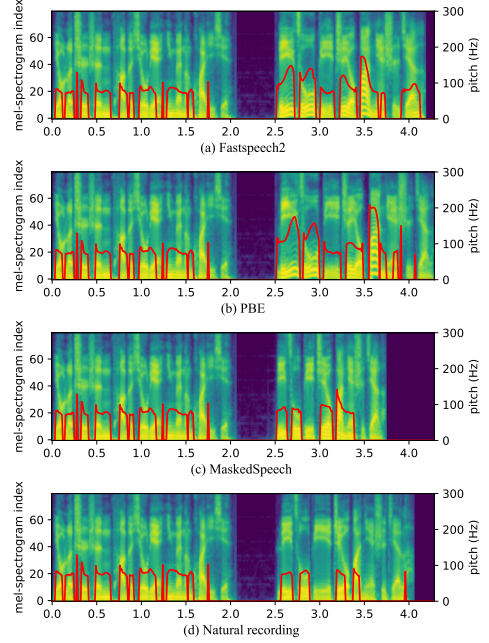 mel-spectrogram index
60
40
20
0
300
200
100
0
pitch (Hz)
0.0 0.5 1.0 1.5 2.0 2.5 3.0 3.5 4.0
(a) Fastspeech2
mel-spectrogram index
60
40
20
0
300
200
100
0
pitch (Hz)
0.0 0.5 1.0 1.5 2.0 2.5 3.0 3.5 4.0
(b) PBE
mel-spectrogram index
60
40
20
0
300
200
100
0
pitch (Hz)
0.0 0.5 1.0 1.5 2.0 2.5 3.0 3.5 4.0
(c) MaskedSpeech
mel-spectrogram index
60
40
20
0
300
200
100
0
pitch (Hz)
0.0 0.5 1.0 1.5 2.0 2.5 3.0 3.5 4.0
(d) Natural recording